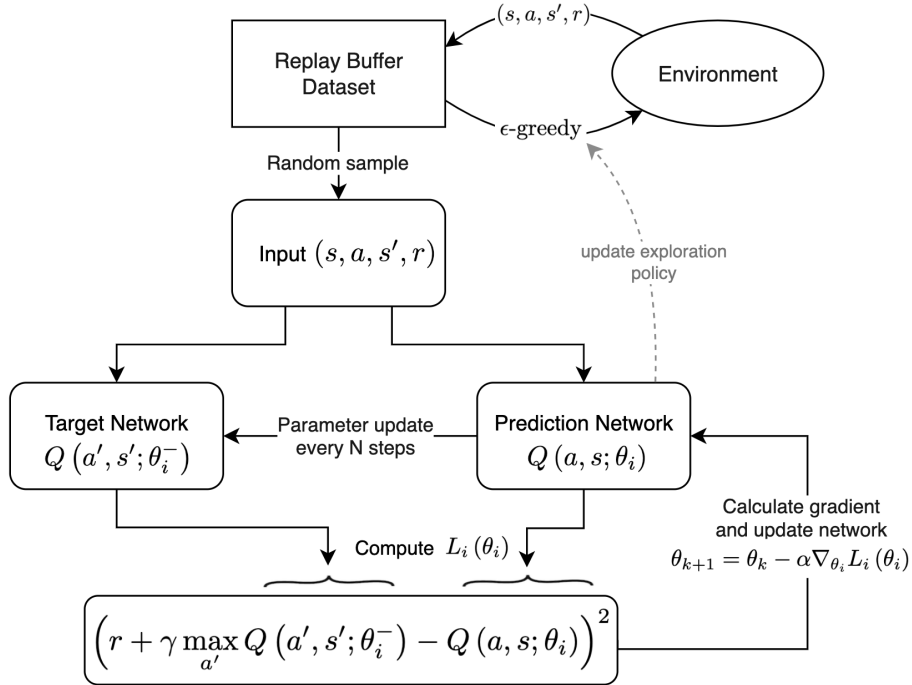 (s, a, s′, r)
Replay Buffer
Dataset
Environment
ϵ-greedy
Random sample
Input (s, a, s′, r)
update exploration
policy
Target Network
Q (a′, s′; θᵢ⁻)
Parameter update
every N steps
Prediction Network
Q (a, s; θᵢ)
Calculate gradient
and update network
θₖ₊₁ = θₖ − α∇_{θᵢ} Lᵢ (θᵢ)
Compute Lᵢ (θᵢ)
(r + γ max_{a′} Q (a′, s′; θᵢ⁻) − Q (a, s; θᵢ))²